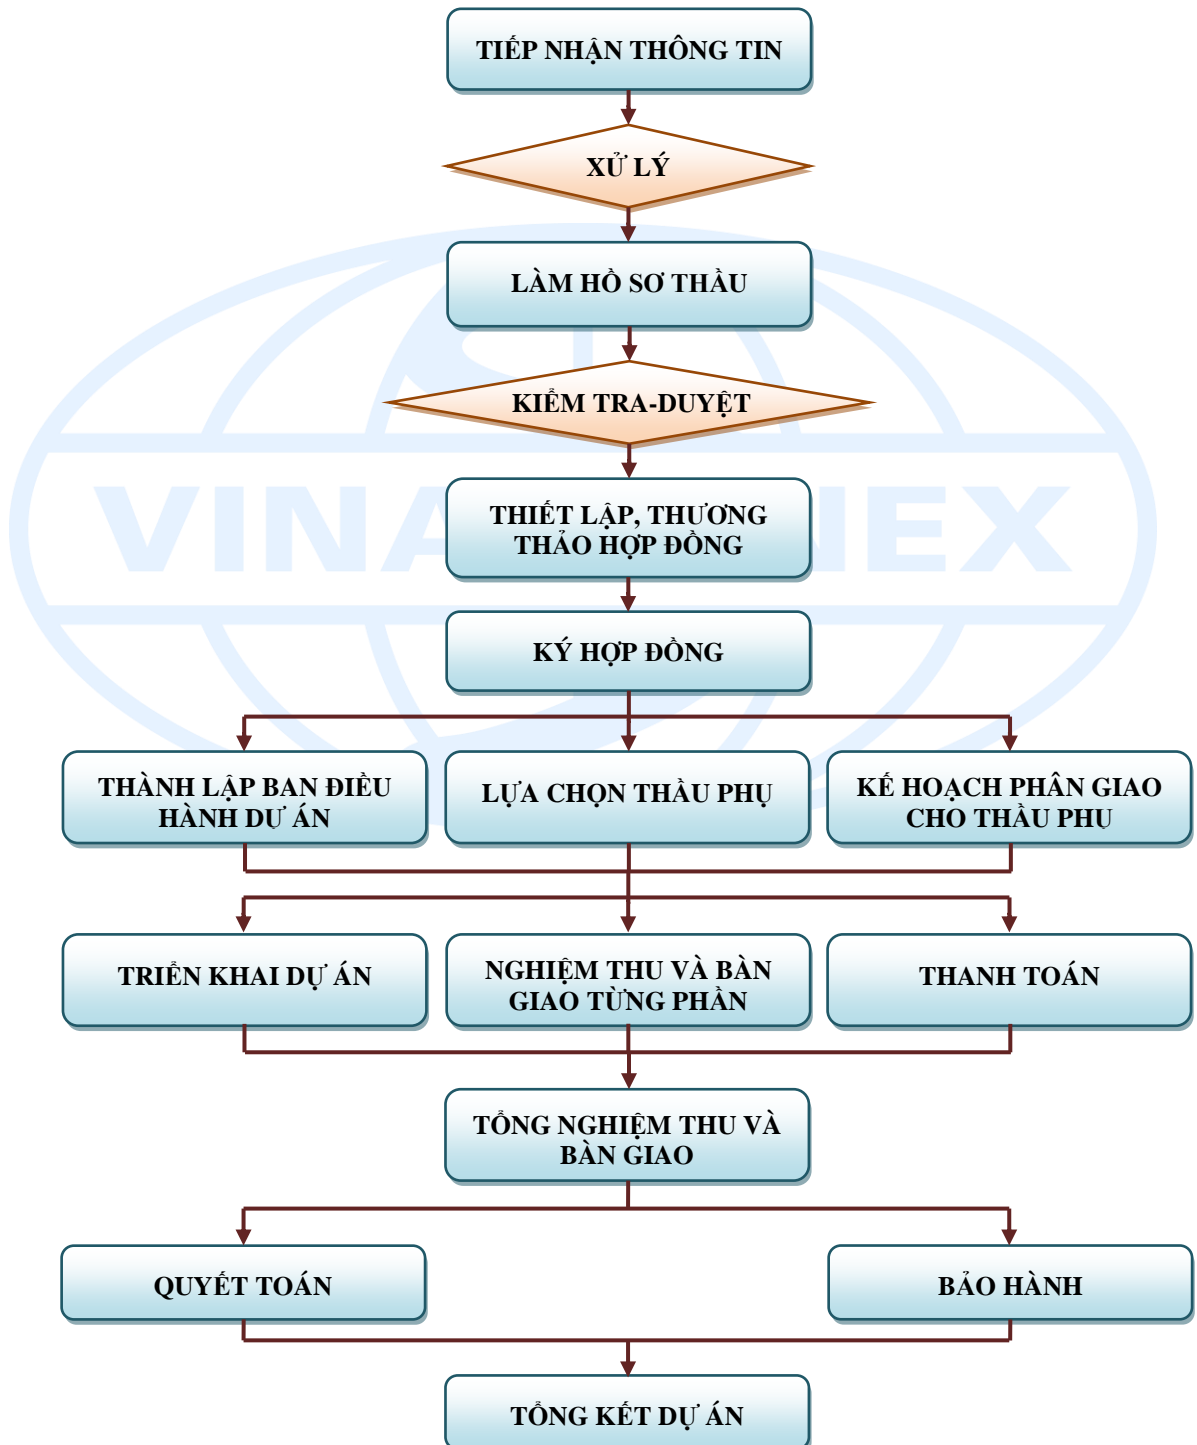 TIẾP NHẬN THÔNG TIN
XỬ LÝ
LÀM HỒ SƠ THẦU
KIỂM TRA-DUYỆT
THIẾT LẬP, THƯƠNG
THẢO HỢP ĐỒNG
KÝ HỢP ĐỒNG
THÀNH LẬP BAN ĐIỀU
HÀNH DỰ ÁN
LỰA CHỌN THẦU PHỤ
KẾ HOẠCH PHÂN GIAO
CHO THẦU PHỤ
TRIỂN KHAI DỰ ÁN
NGHIỆM THU VÀ BÀN
GIAO TỪNG PHẦN
THANH TOÁN
TỔNG NGHIỆM THU VÀ
BÀN GIAO
QUYẾT TOÁN
BẢO HÀNH
TỔNG KẾT DỰ ÁN